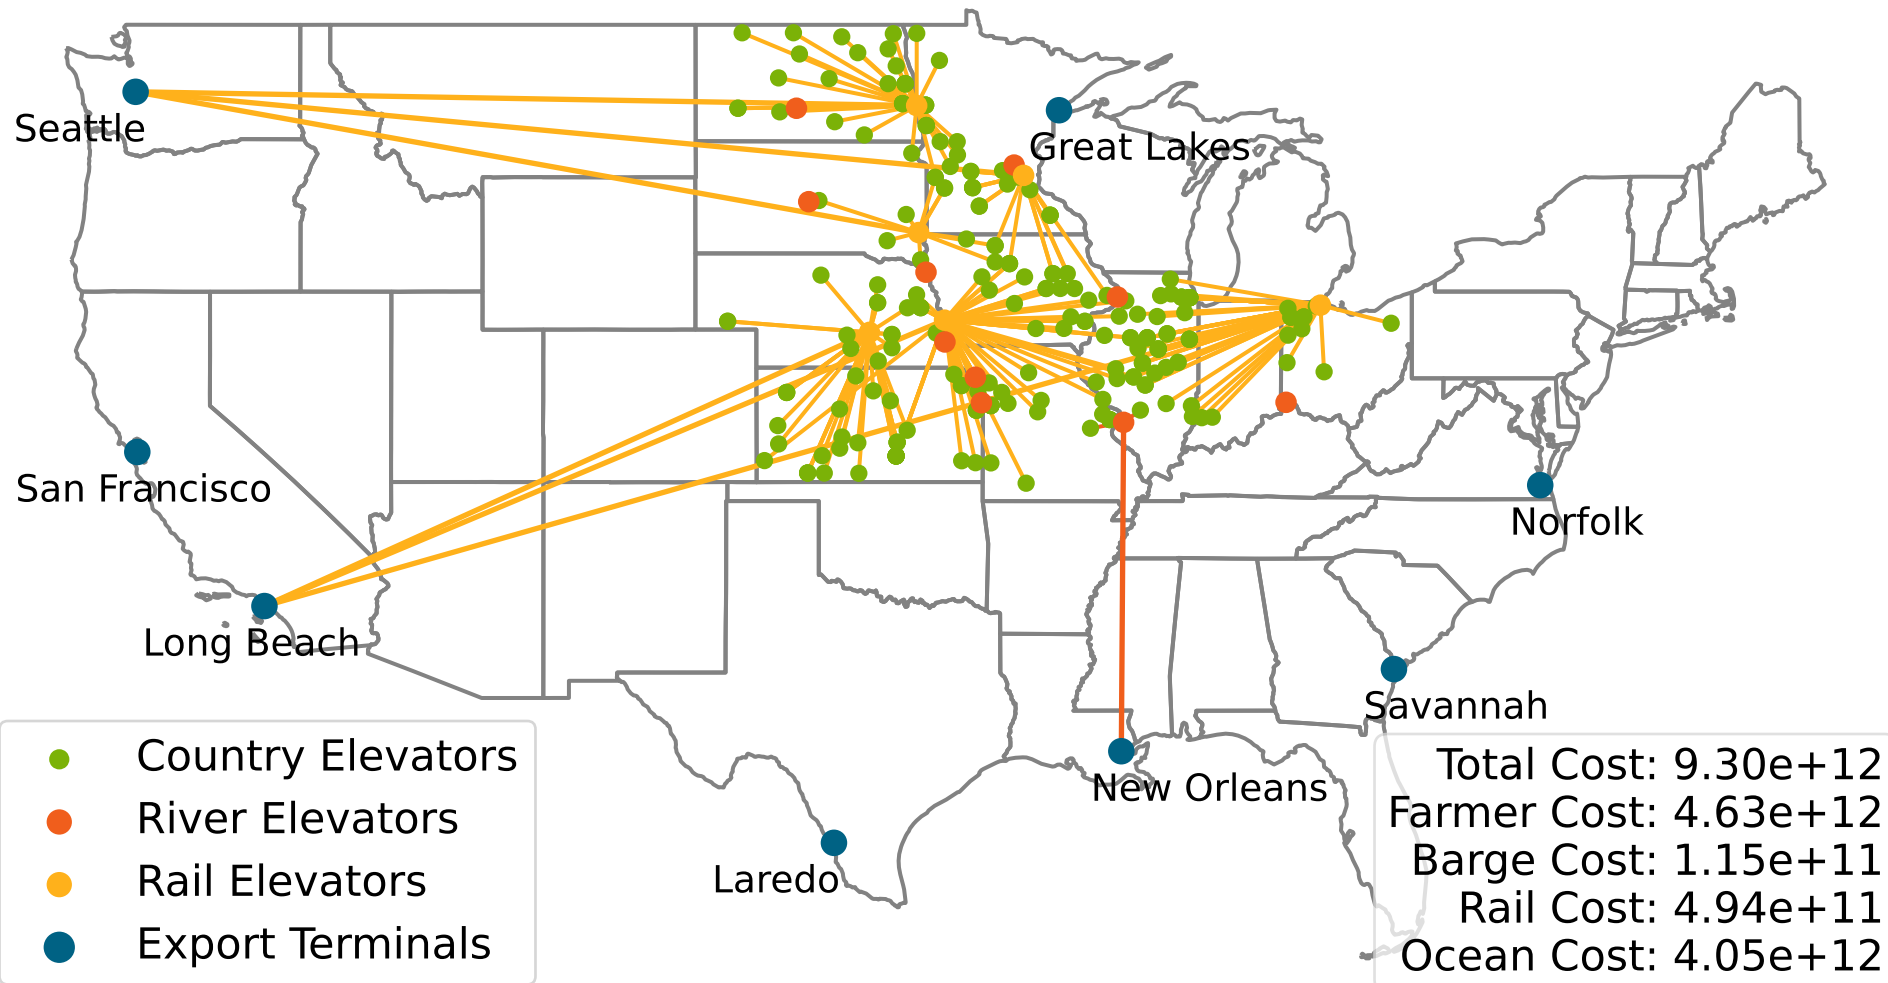 Seattle
Great Lakes
San Francisco
Norfolk
Long Beach
Savannah
New Orleans
Laredo
Country Elevators
River Elevators
Rail Elevators
Export Terminals
Total Cost: 9.30e+12
Farmer Cost: 4.63e+12
Barge Cost: 1.15e+11
Rail Cost: 4.94e+11
Ocean Cost: 4.05e+12